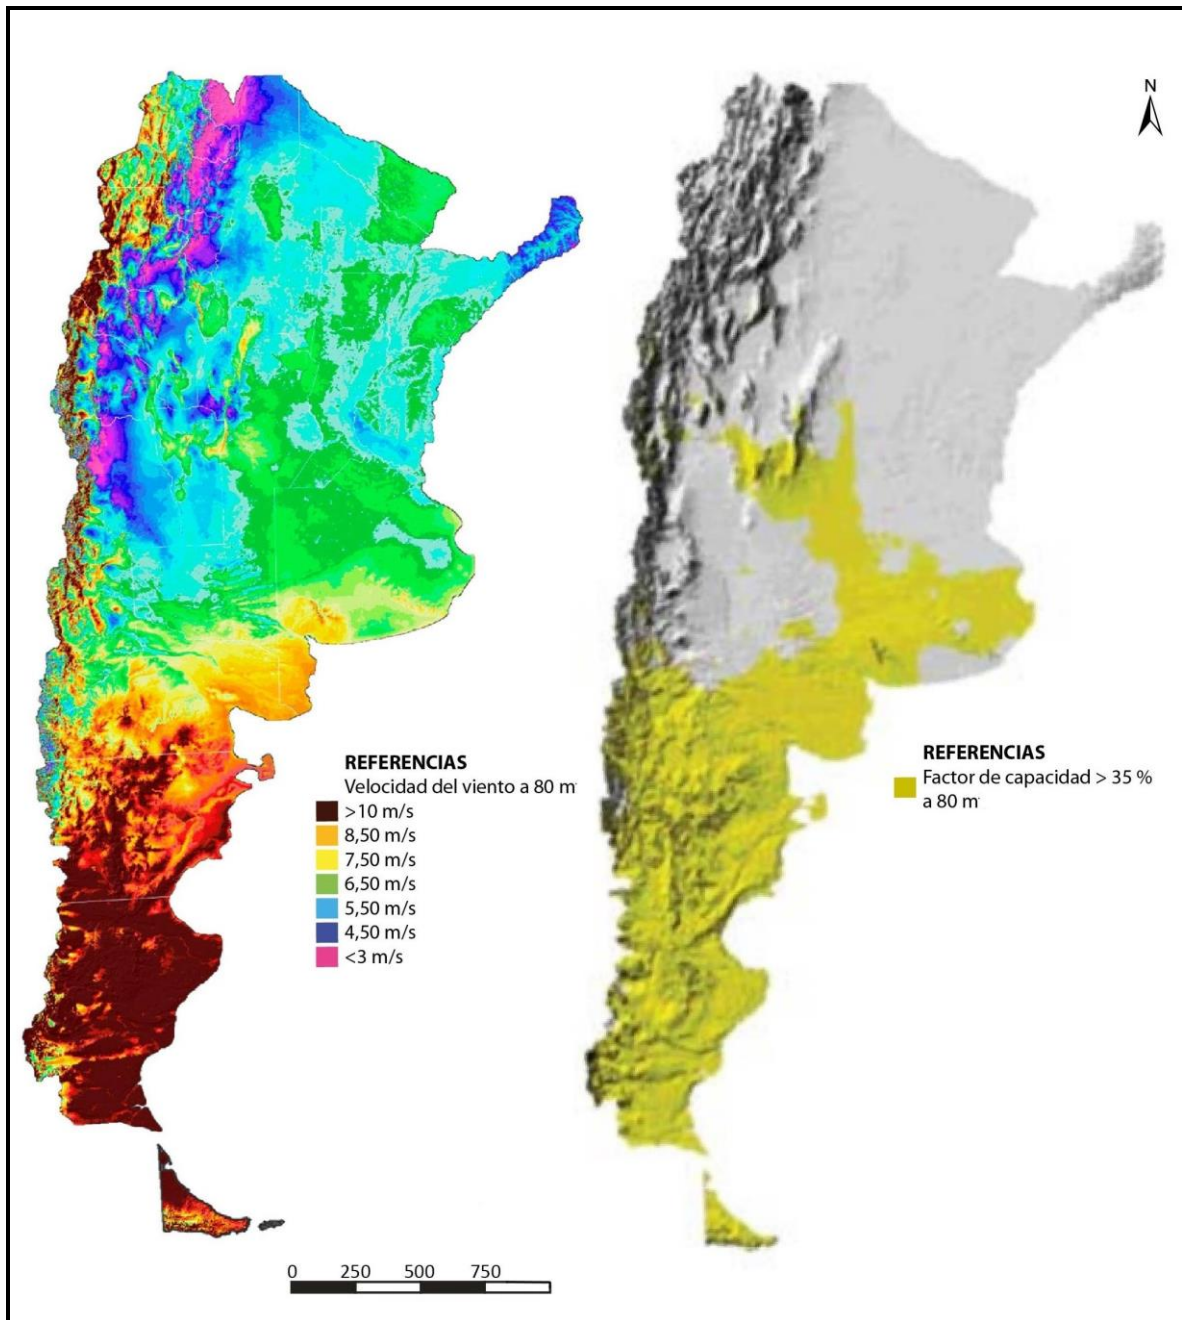 N
REFERENCIAS
Velocidad del viento a 80 m
>10 m/s
8,50 m/s
7,50 m/s
6,50 m/s
5,50 m/s
4,50 m/s
<3 m/s
REFERENCIAS
Factor de capacidad > 35 %
a 80 m
0 250 500 750